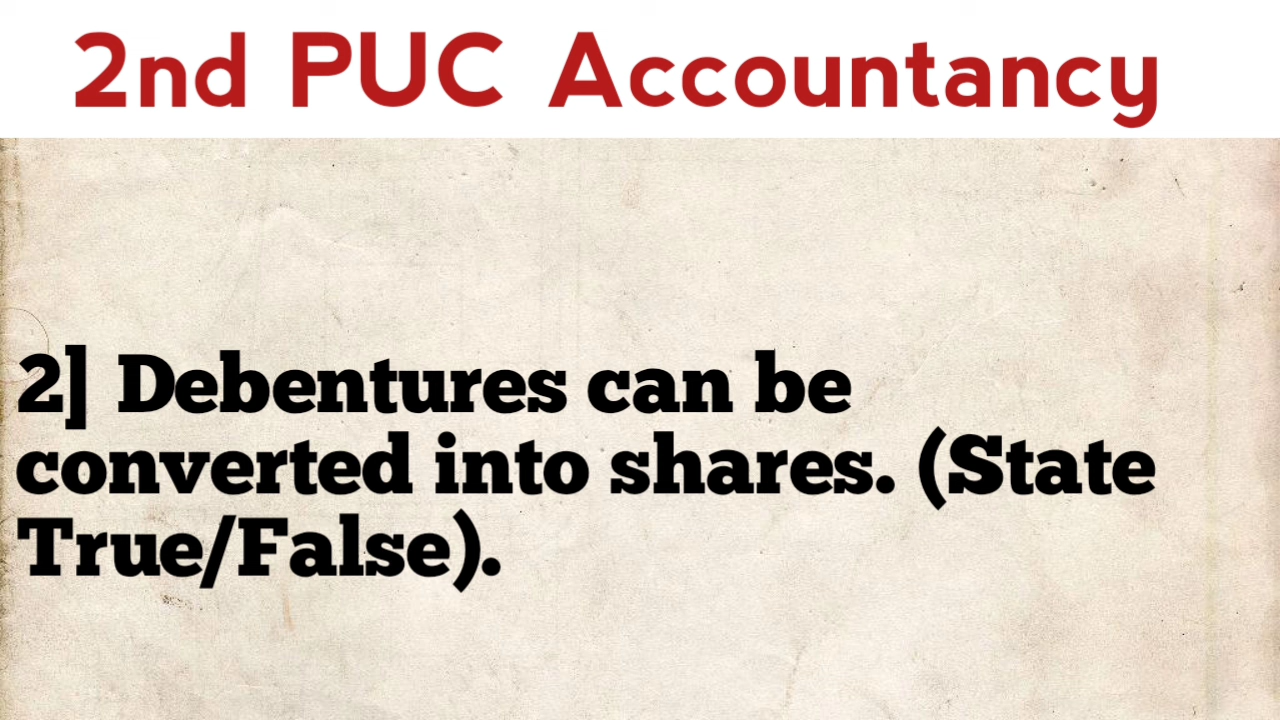 2nd PUC Accountancy
2] Debentures can be
converted into shares. (State
True/False).